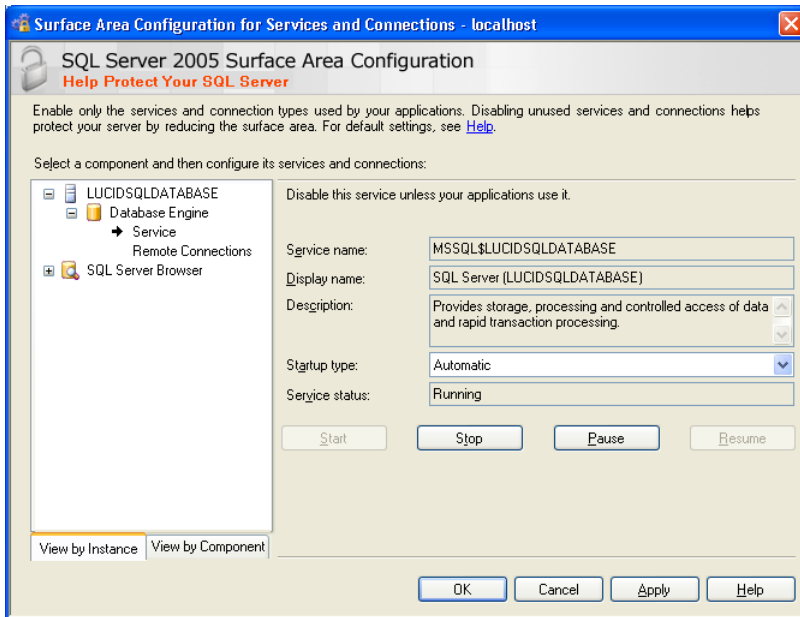 Surface Area Configuration for Services and Connections - localhost
SQL Server 2005 Surface Area Configuration
Help Protect Your SQL Server
Enable only the services and connection types used by your applications. Disabling unused services and connections helps
protect your server by reducing the surface area. For default settings, see Help.
Select a component and then configure its services and connections:
LUCIDSQLDATABASE
Database Engine
Service
Remote Connections
SQL Server Browser
View by Instance
View by Component
Disable this service unless your applications use it.
Service name: MSSQL$LUCIDSQLDATABASE
Display name: SQL Server (LUCIDSQLDATABASE)
Description: Provides storage, processing and controlled access of data
and rapid transaction processing.
Startup type: Automatic
Service status: Running
Start Stop Pause Resume
OK Cancel Apply Help